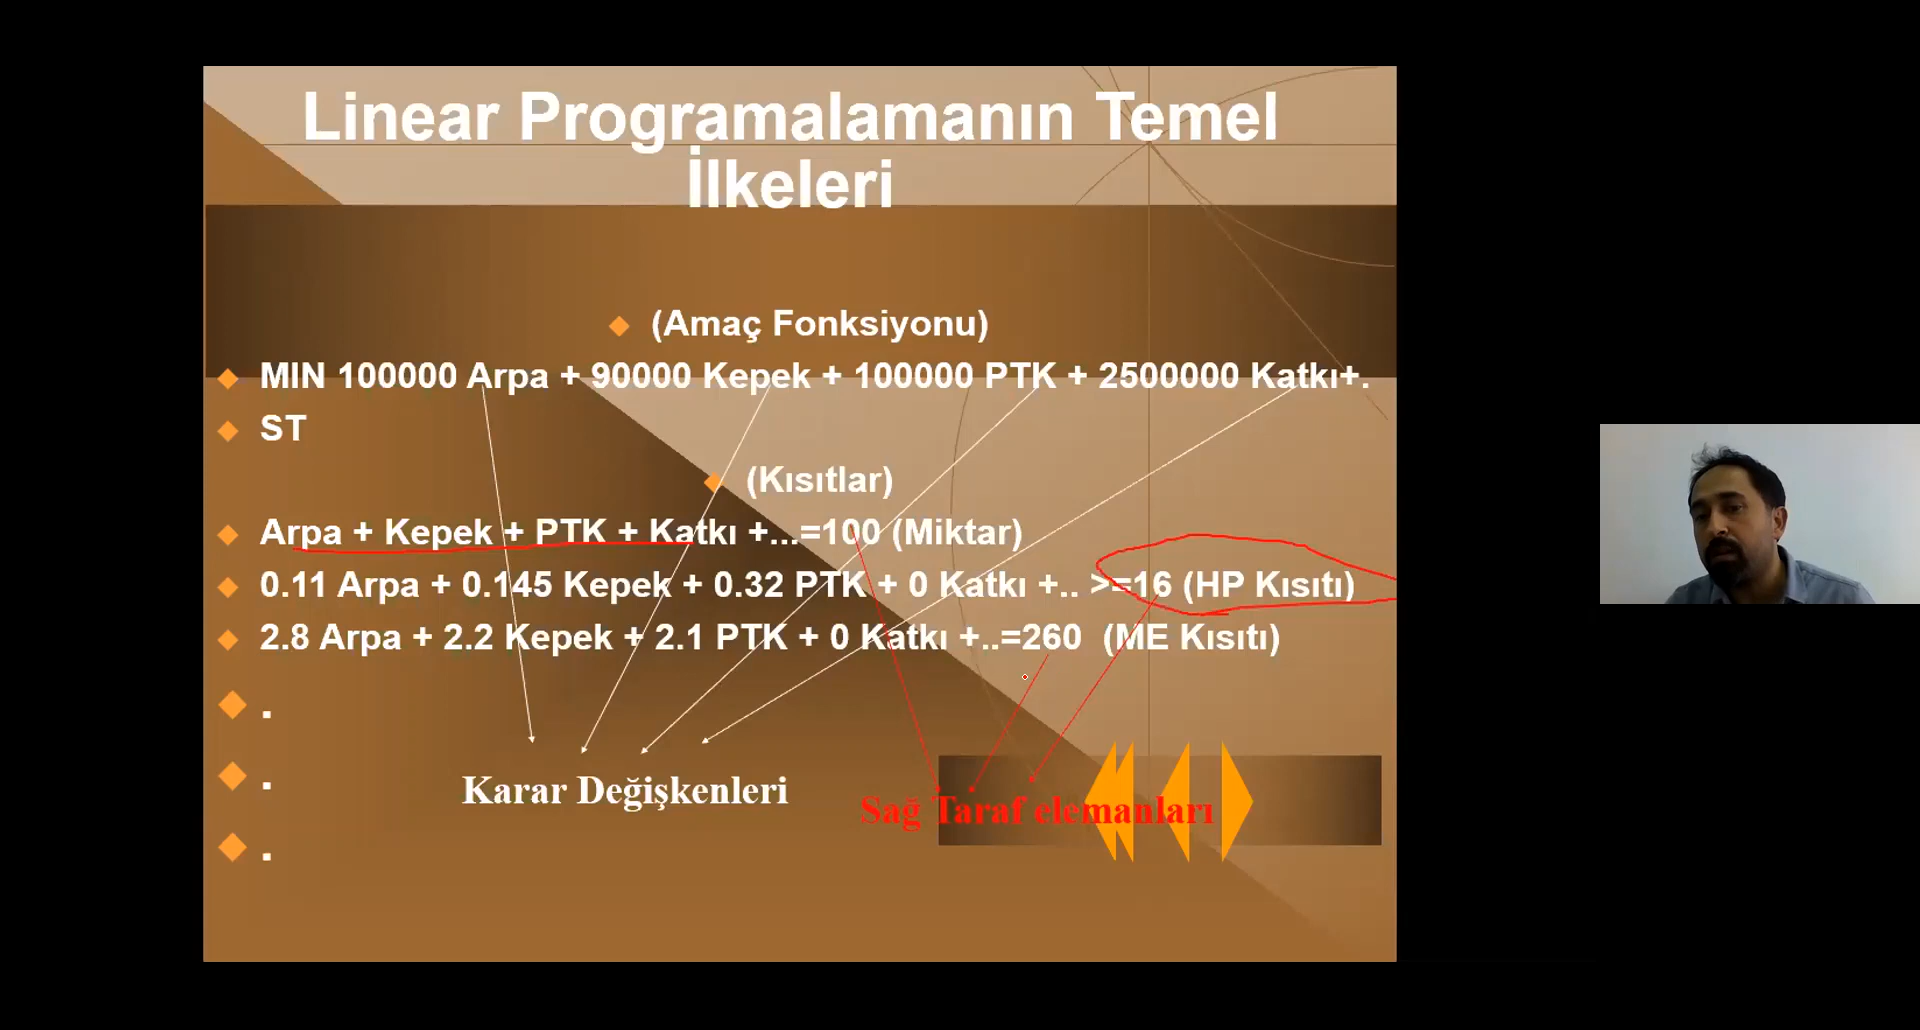 Linear Programalamanın Temel
İlkeleri
(Amaç Fonksiyonu)
MIN 100000 Arpa + 90000 Kepek + 100000 PTK + 2500000 Katkı+.
ST
(Kısıtlar)
Arpa + Kepek + PTK + Katkı +...=100 (Miktar)
0.11 Arpa + 0.145 Kepek + 0.32 PTK + 0 Katkı +.. >=16 (HP Kısıtı)
2.8 Arpa + 2.2 Kepek + 2.1 PTK + 0 Katkı +..=260 (ME Kısıtı)
.
.
.
Karar Değişkenleri
Sağ Taraf elemanları